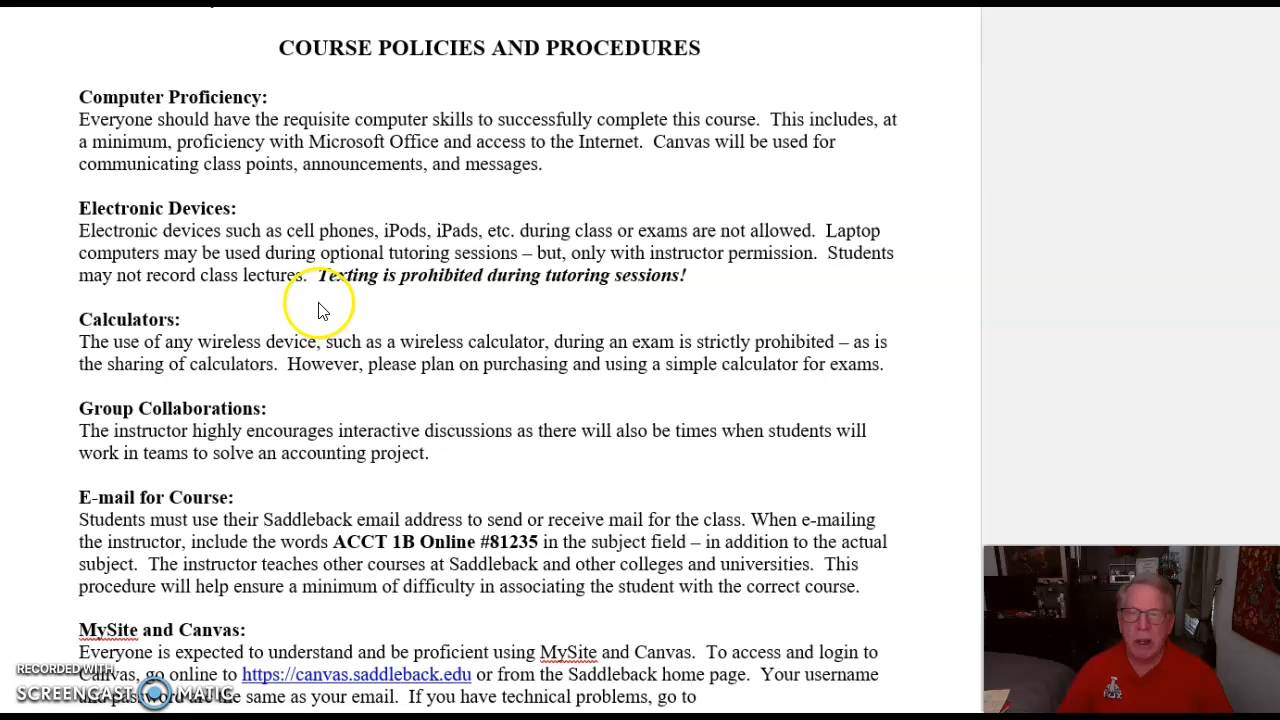 COURSE POLICIES AND PROCEDURES
Computer Proficiency:
Everyone should have the requisite computer skills to successfully complete this course.  This includes, at
a minimum, proficiency with Microsoft Office and access to the Internet.  Canvas will be used for
communicating class points, announcements, and messages.
Electronic Devices:
Electronic devices such as cell phones, iPods, iPads, etc. during class or exams are not allowed.  Laptop
computers may be used during optional tutoring sessions – but, only with instructor permission.  Students
may not record class lectures.  Texting is prohibited during tutoring sessions!
Calculators:
The use of any wireless device, such as a wireless calculator, during an exam is strictly prohibited – as is
the sharing of calculators.  However, please plan on purchasing and using a simple calculator for exams.
Group Collaborations:
The instructor highly encourages interactive discussions as there will also be times when students will
work in teams to solve an accounting project.
E-mail for Course:
Students must use their Saddleback email address to send or receive mail for the class. When e-mailing
the instructor, include the words ACCT 1B Online #81235 in the subject field – in addition to the actual
subject.  The instructor teaches other courses at Saddleback and other colleges and universities.  This
procedure will help ensure a minimum of difficulty in associating the student with the correct course.
MySite and Canvas:
Everyone is expected to understand and be proficient using MySite and Canvas.  To access and login to
Canvas, go online to https://canvas.saddleback.edu or from the Saddleback home page.  Your username
and password are the same as your email.  If you have technical problems, go to
RECORDED WITH
SCREENCAST MATIC